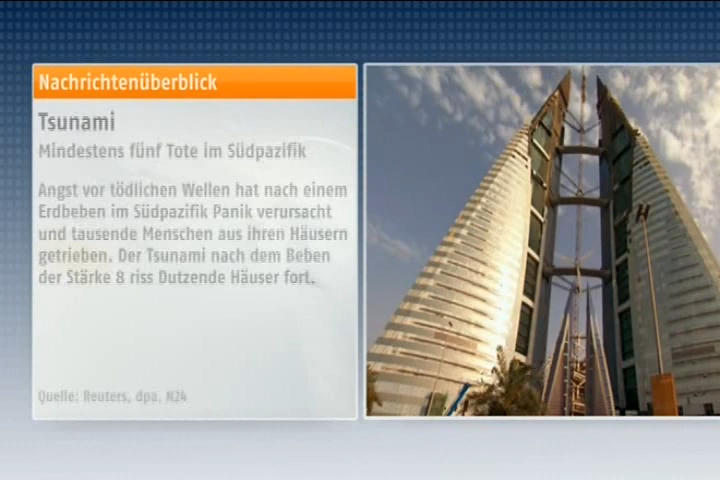 Nachrichtenüberblick
Tsunami
Mindestens fünf Tote im Südpazifik
Angst vor tödlichen Wellen hat nach einem
Erdbeben im Südpazifik Panik verursacht
und tausende Menschen aus ihren Häusern
getrieben. Der Tsunami nach dem Beben
der Stärke 8 riss Dutzende Häuser fort.
Quelle: Reuters, dpa, N24